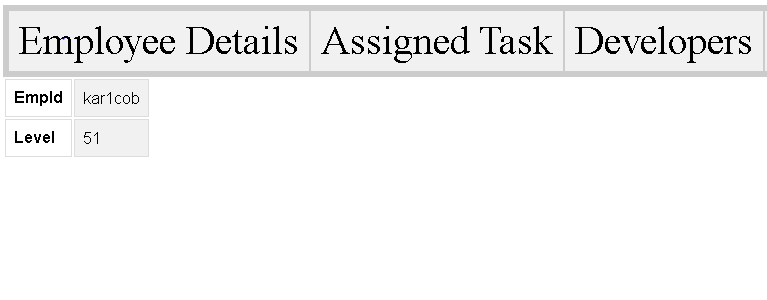 Employee Details Assigned Task Developers
EmpId kar1cob
Level 51